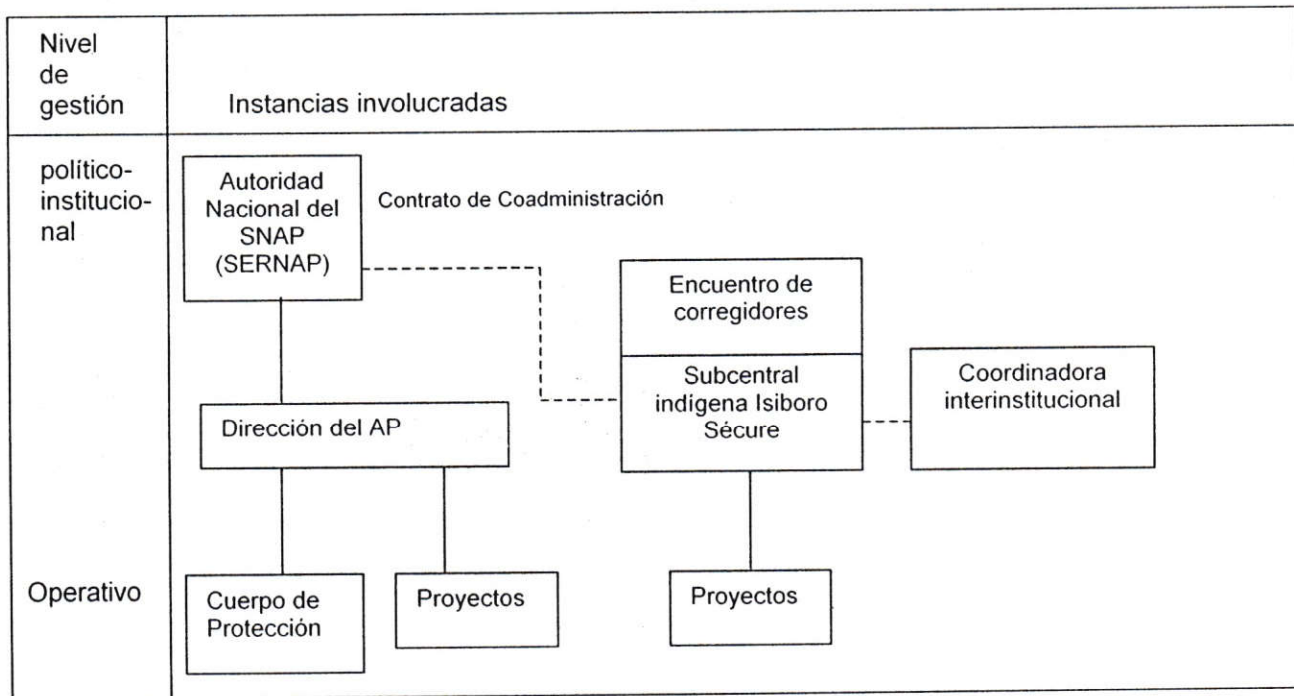 Nivel
de
gestión
Instancias involucradas
político-
institucio-
nal
Autoridad
Nacional del
SNAP
(SERNAP)
Contrato de Coadministración
Encuentro de
corregidores
Subcentral
indígena Isiboro
Sécure
Coordinadora
interinstitucional
Dirección del AP
Operativo
Cuerpo de
Protección
Proyectos
Proyectos